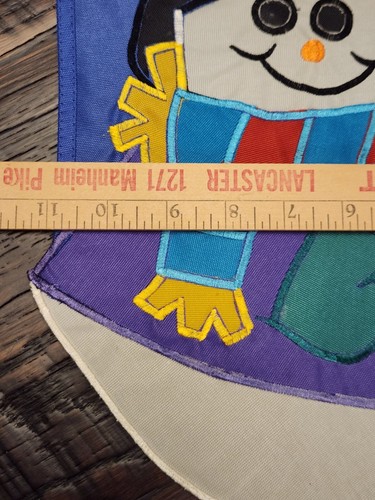 LANCASTER 1271 Manheim Pike
6 7 8 9 10 11